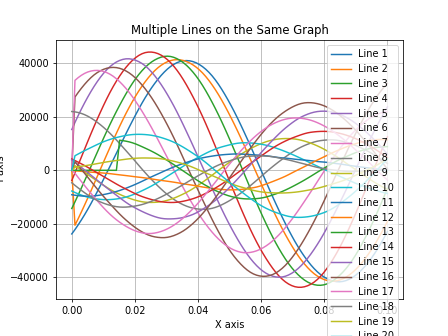 Multiple Lines on the Same Graph
40000
20000
0
−20000
−40000
0.00
0.02
0.04
0.06
X axis
Line 1
Line 2
Line 3
Line 4
Line 5
Line 6
Line 7
Line 8
Line 9
Line 10
Line 11
Line 12
Line 13
Line 14
Line 15
Line 16
Line 17
Line 18
Line 19